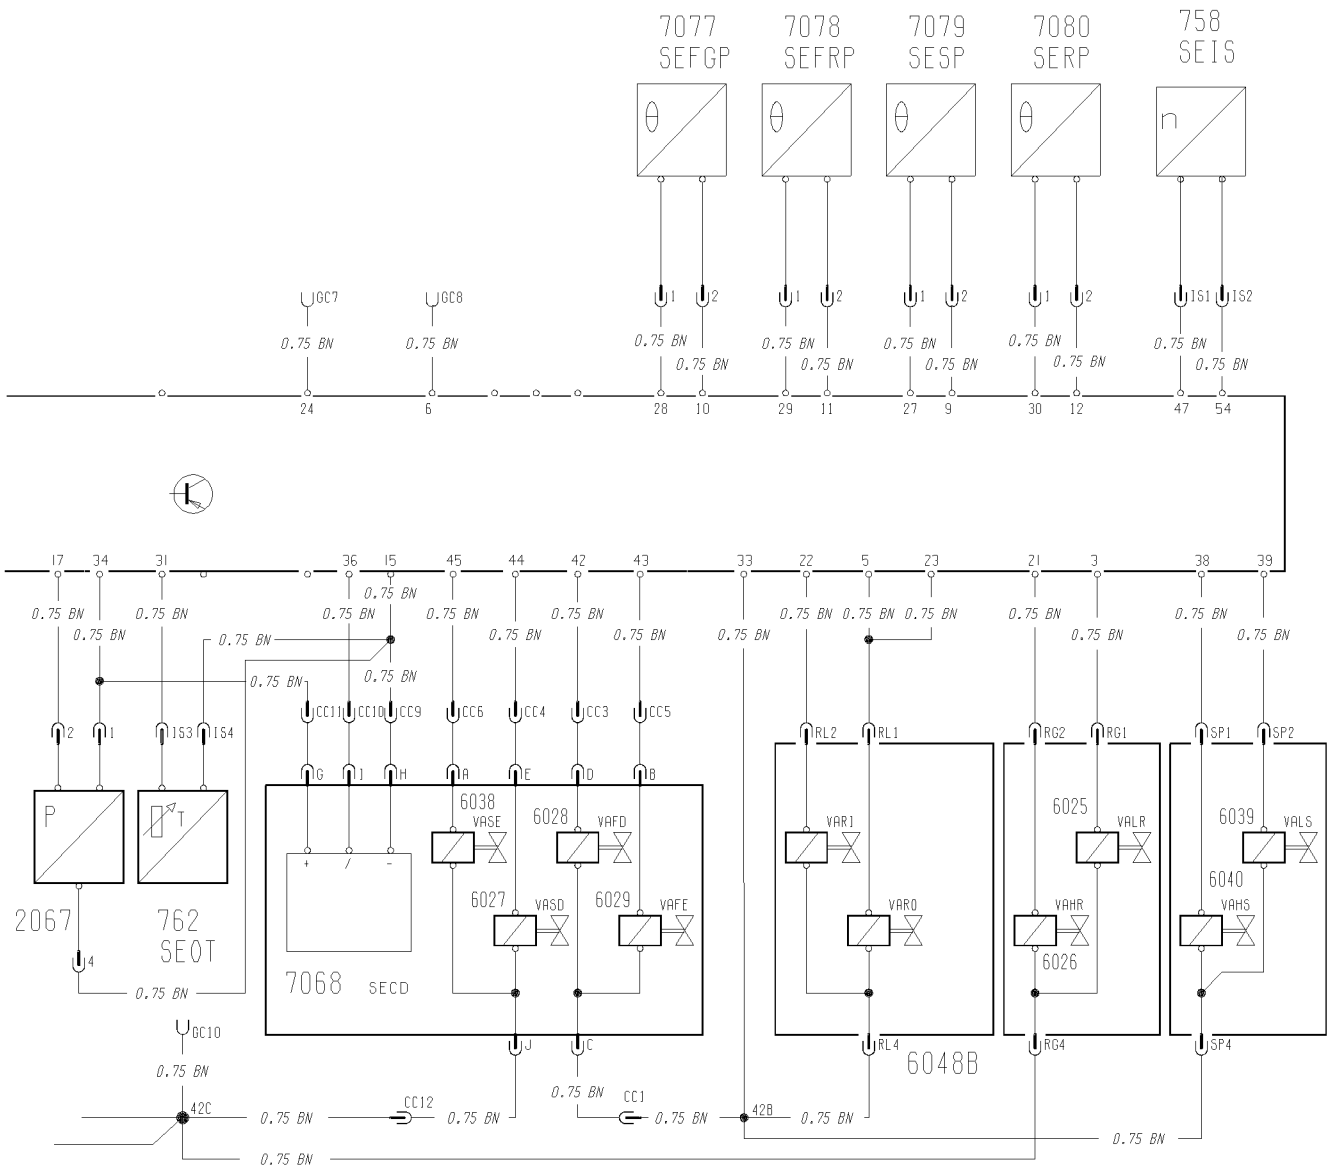 7077 7078 7079 7080 758
SEFGP SEFRP SESP SERP SEIS
θ θ θ θ n
GC7 GC8 1 2 1 2 1 2 1 2 IS1 IS2
0.75 BN 0.75 BN 0.75 BN 0.75 BN 0.75 BN 0.75 BN 0.75 BN
0.75 BN 0.75 BN 0.75 BN 0.75 BN 0.75 BN
24 6 28 10 29 11 27 9 30 12 47 54
17 34 31 36 15 45 44 42 43 33 22 5 23 21 3 38 39
0.75 BN
0.75 BN 0.75 BN 0.75 BN 0.75 BN 0.75 BN 0.75 BN 0.75 BN 0.75 BN 0.75 BN 0.75 BN
0.75 BN 0.75 BN 0.75 BN 0.75 BN 0.75 BN 0.75 BN 0.75 BN
0.75 BN 0.75 BN
CC11 CC10 CC9 CC6 CC4 CC3 CC5
2 1 IS3 IS4 RL2 RL1 RG2 RG1 SP1 SP2
G I H A E D B
P T 6038 6028 6025 6039
VASE VAFD VARI VALR VALS
+ / -
6027 6029 6040
VASD VAFE VARO VAHR VAHS
2067 762
SEOT
6026
4
7068 SECD
0.75 BN
GC10 J C RL4 RG4 SP4
6048B
0.75 BN 0.75 BN
42C 0.75 BN CC12 0.75 BN CC1 0.75 BN 42B 0.75 BN
0.75 BN
0.75 BN